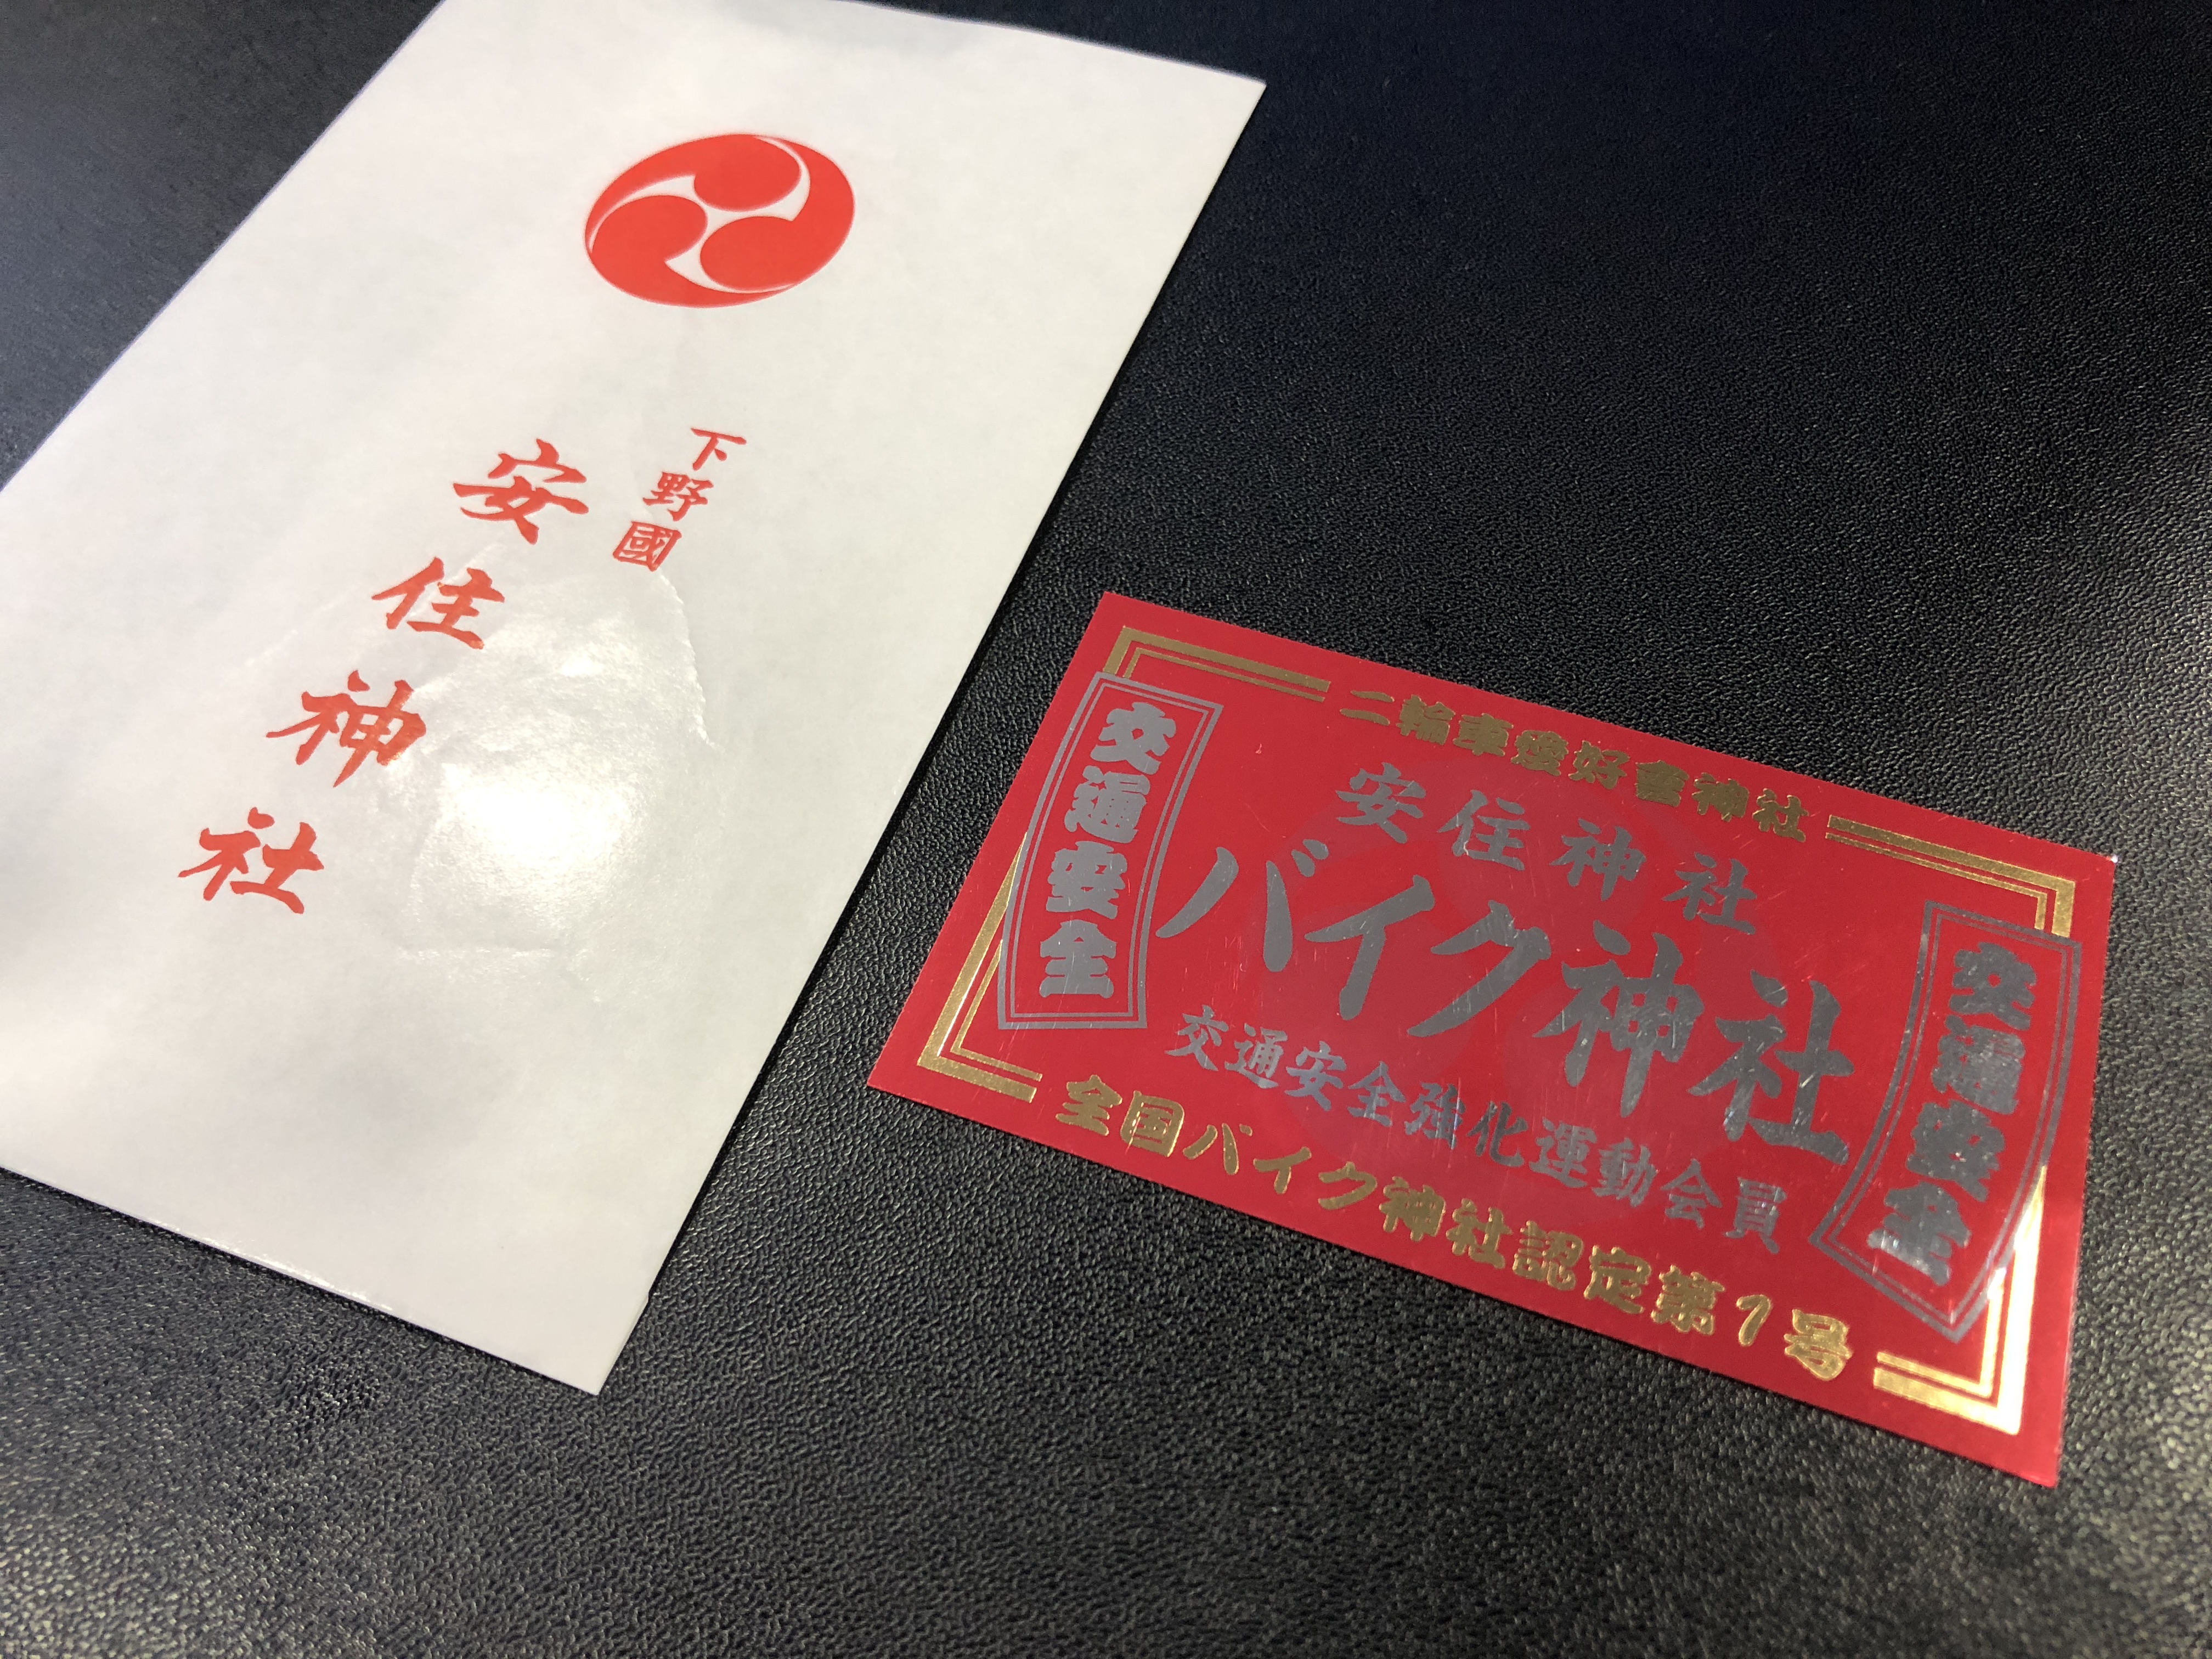 下野國
安住神社
二輪車愛好會神社
交通安全
安住神社
バイク神社
交通安全強化運動会員
交通安全
全国バイク神社認定第1号